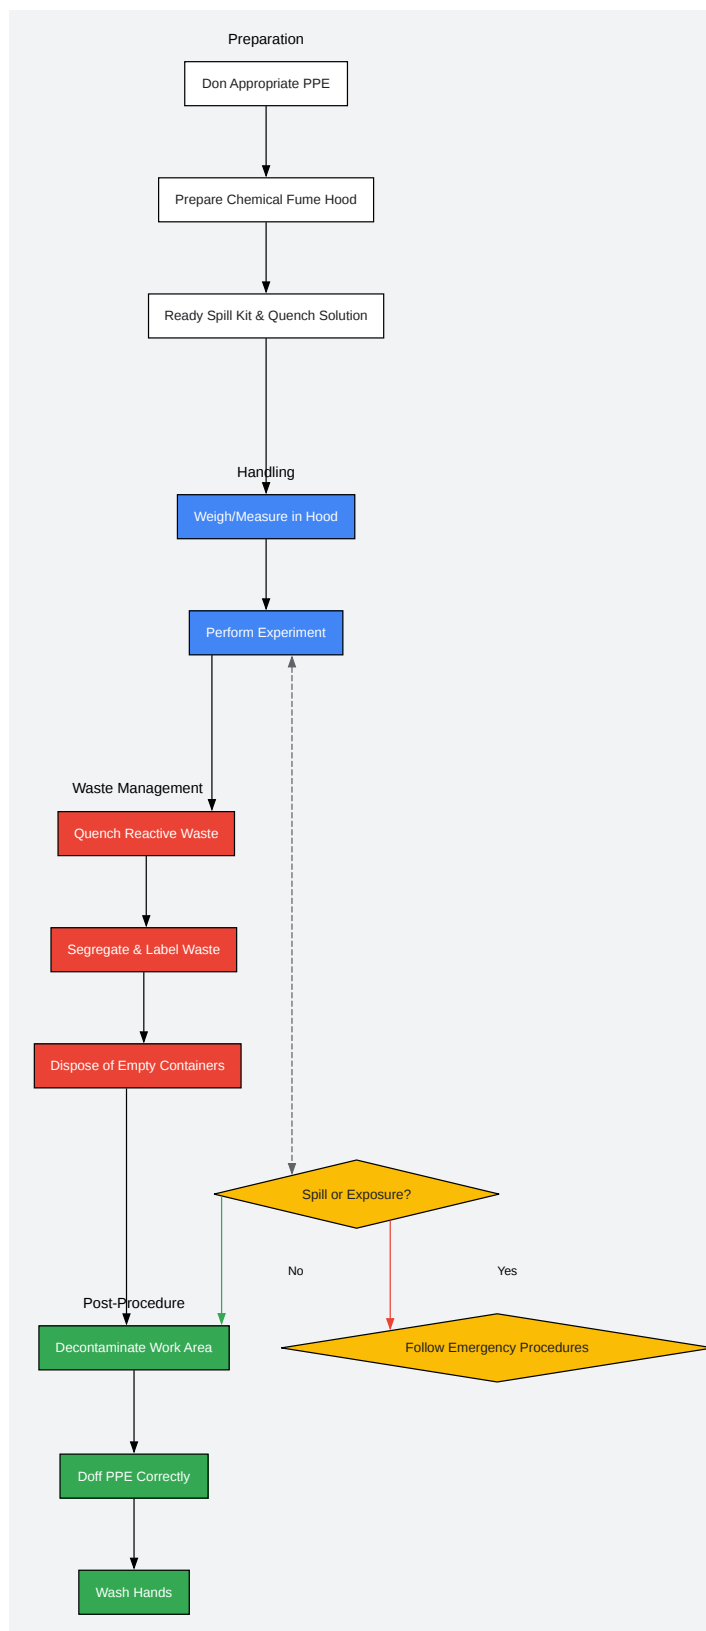 Preparation
Don Appropriate PPE
Prepare Chemical Fume Hood
Ready Spill Kit & Quench Solution
Handling
Weigh/Measure in Hood
Perform Experiment
Waste Management
Quench Reactive Waste
Segregate & Label Waste
Dispose of Empty Containers
Spill or Exposure?
No
Yes
Post-Procedure
Decontaminate Work Area
Follow Emergency Procedures
Doff PPE Correctly
Wash Hands